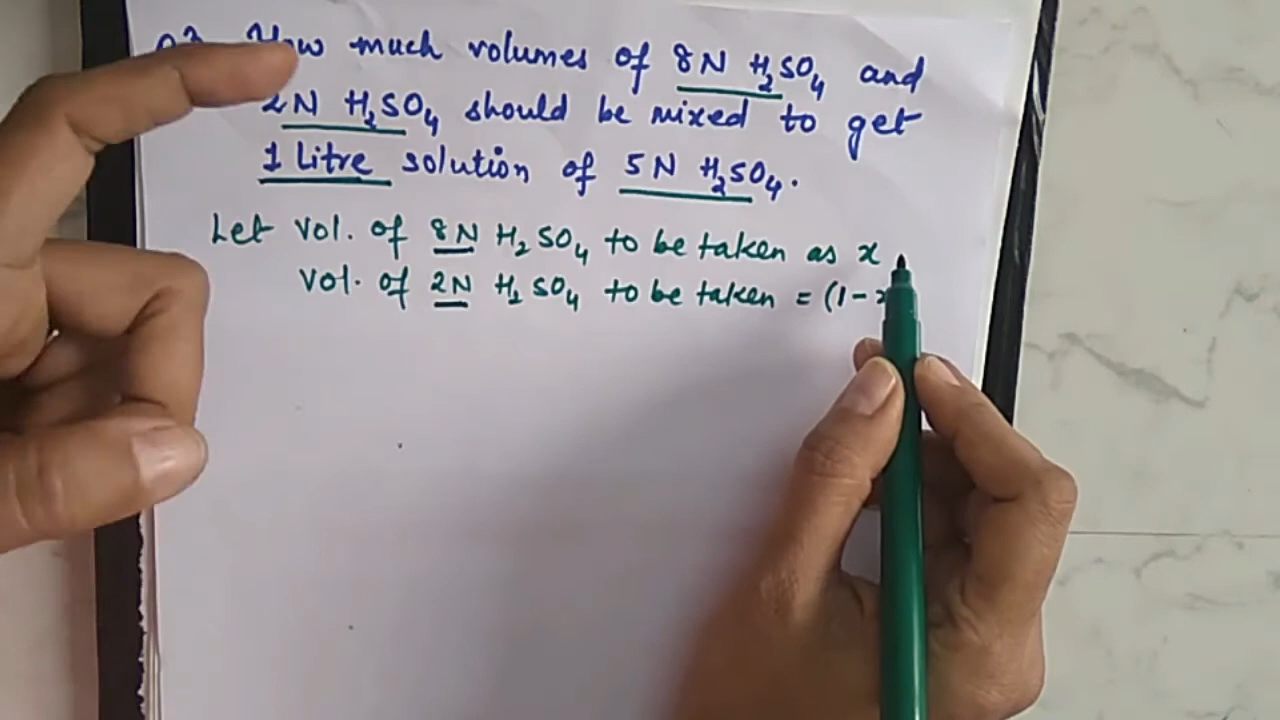 How much volumes of 8N H₂SO₄ and
2N H₂SO₄ should be mixed to get
1 Litre solution of 5N H₂SO₄.
Let vol. of 8N H₂SO₄ to be taken as x
Vol. of 2N H₂SO₄ to be taken = (1-x